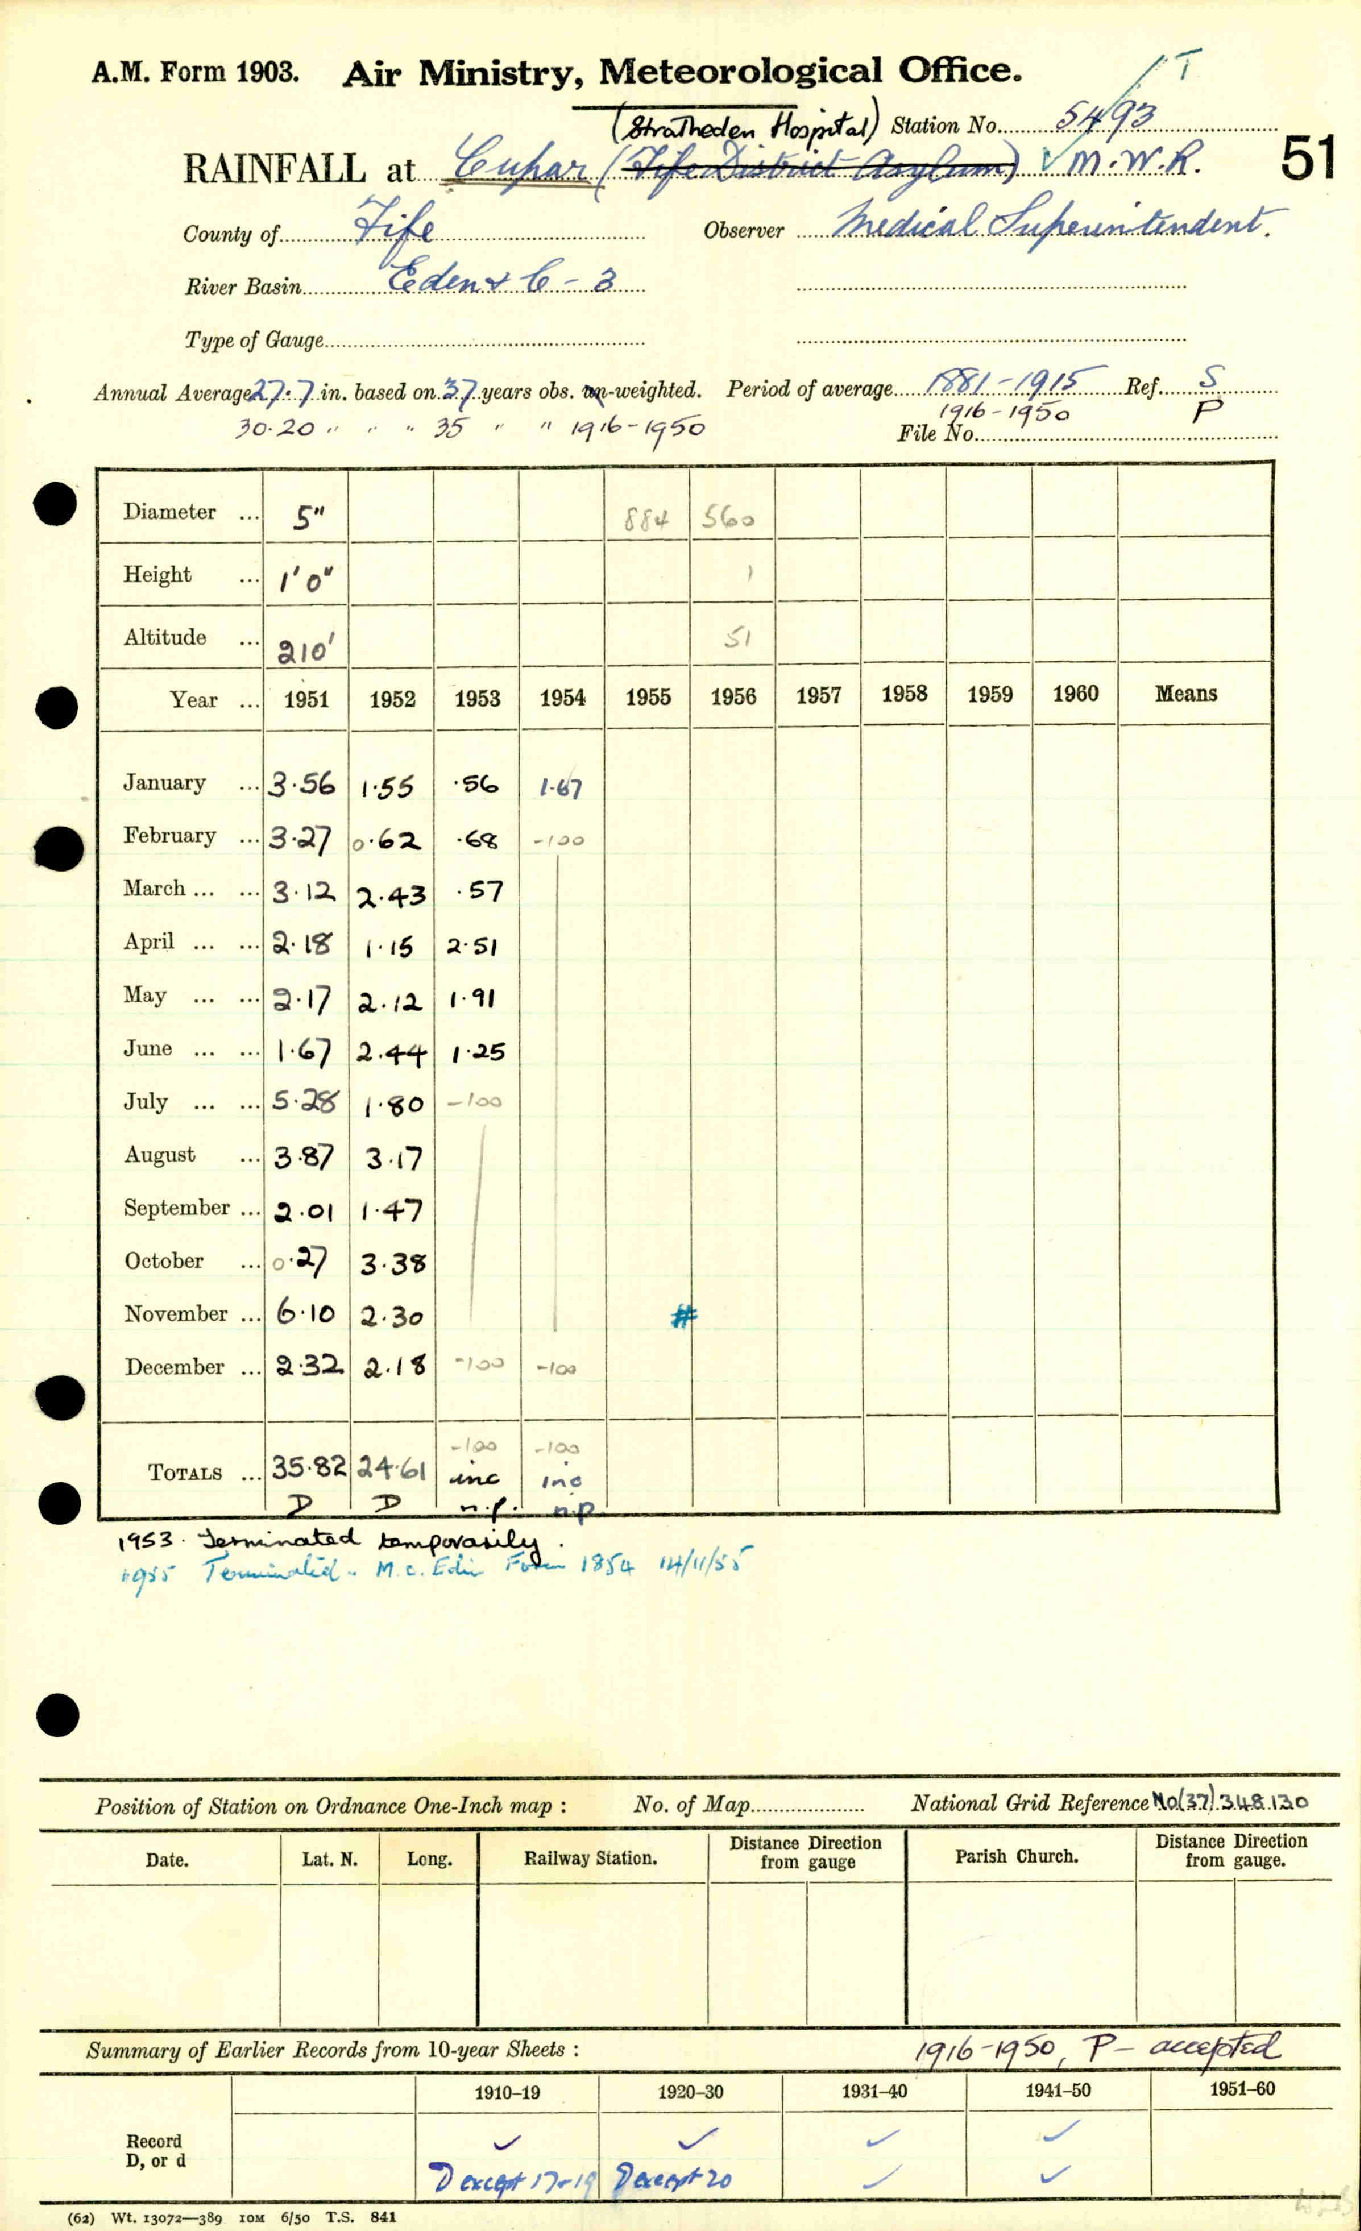 A.M. Form 1903. Air Ministry, Meteorological Office. T
(Stratheden Hospital) Station No. 5493
RAINFALL at Cupar (Fife District Asylum) ✓ M.W.R. 51
County of Fife Observer Medical Superintendent.
River Basin Eden & C - 3
Type of Gauge
Annual Average 27.7 in. based on 37 years obs. un-weighted. Period of average 1881-1915 Ref. S
30.20 " " " 35 " " 1916-1950 1916-1950 P
File No.
Diameter ... 5" 884 560
Height ... 1'0" 1
Altitude ... 210' 51
Year ... 1951 1952 1953 1954 1955 1956 1957 1958 1959 1960 Means
January ... 3.56 1.55 .56 1.67
February ... 3.27 0.62 .68 -100
March ... ... 3.12 2.43 .57
April ... ... 2.18 1.15 2.51
May ... ... 2.17 2.12 1.91
June ... ... 1.67 2.44 1.25
July ... ... 5.28 1.80 -100
August ... 3.87 3.17
September ... 2.01 1.47
October ... 0.27 3.38
November ... 6.10 2.30 #
December ... 2.32 2.18 -100 -100
-100 -100
TOTALS ... 35.82 24.61 inc inc
D D n.p. n.p.
1953. Terminated temporarily.
1955 Terminated. M.C. Edin Form 1854 14/11/55
Position of Station on Ordnance One-Inch map : No. of Map National Grid Reference NO(37) 348.130
Date. Lat. N. Long. Railway Station. Distance Direction from gauge Parish Church. Distance Direction from gauge.
Summary of Earlier Records from 10-year Sheets : 1916-1950, P - accepted
1910-19 1920-30 1931-40 1941-50 1951-60
Record ✓ ✓ ✓ ✓
D, or d D except 17-19 D except 20 ✓ ✓
(62) Wt. 13072—389 10M 6/50 T.S. 841